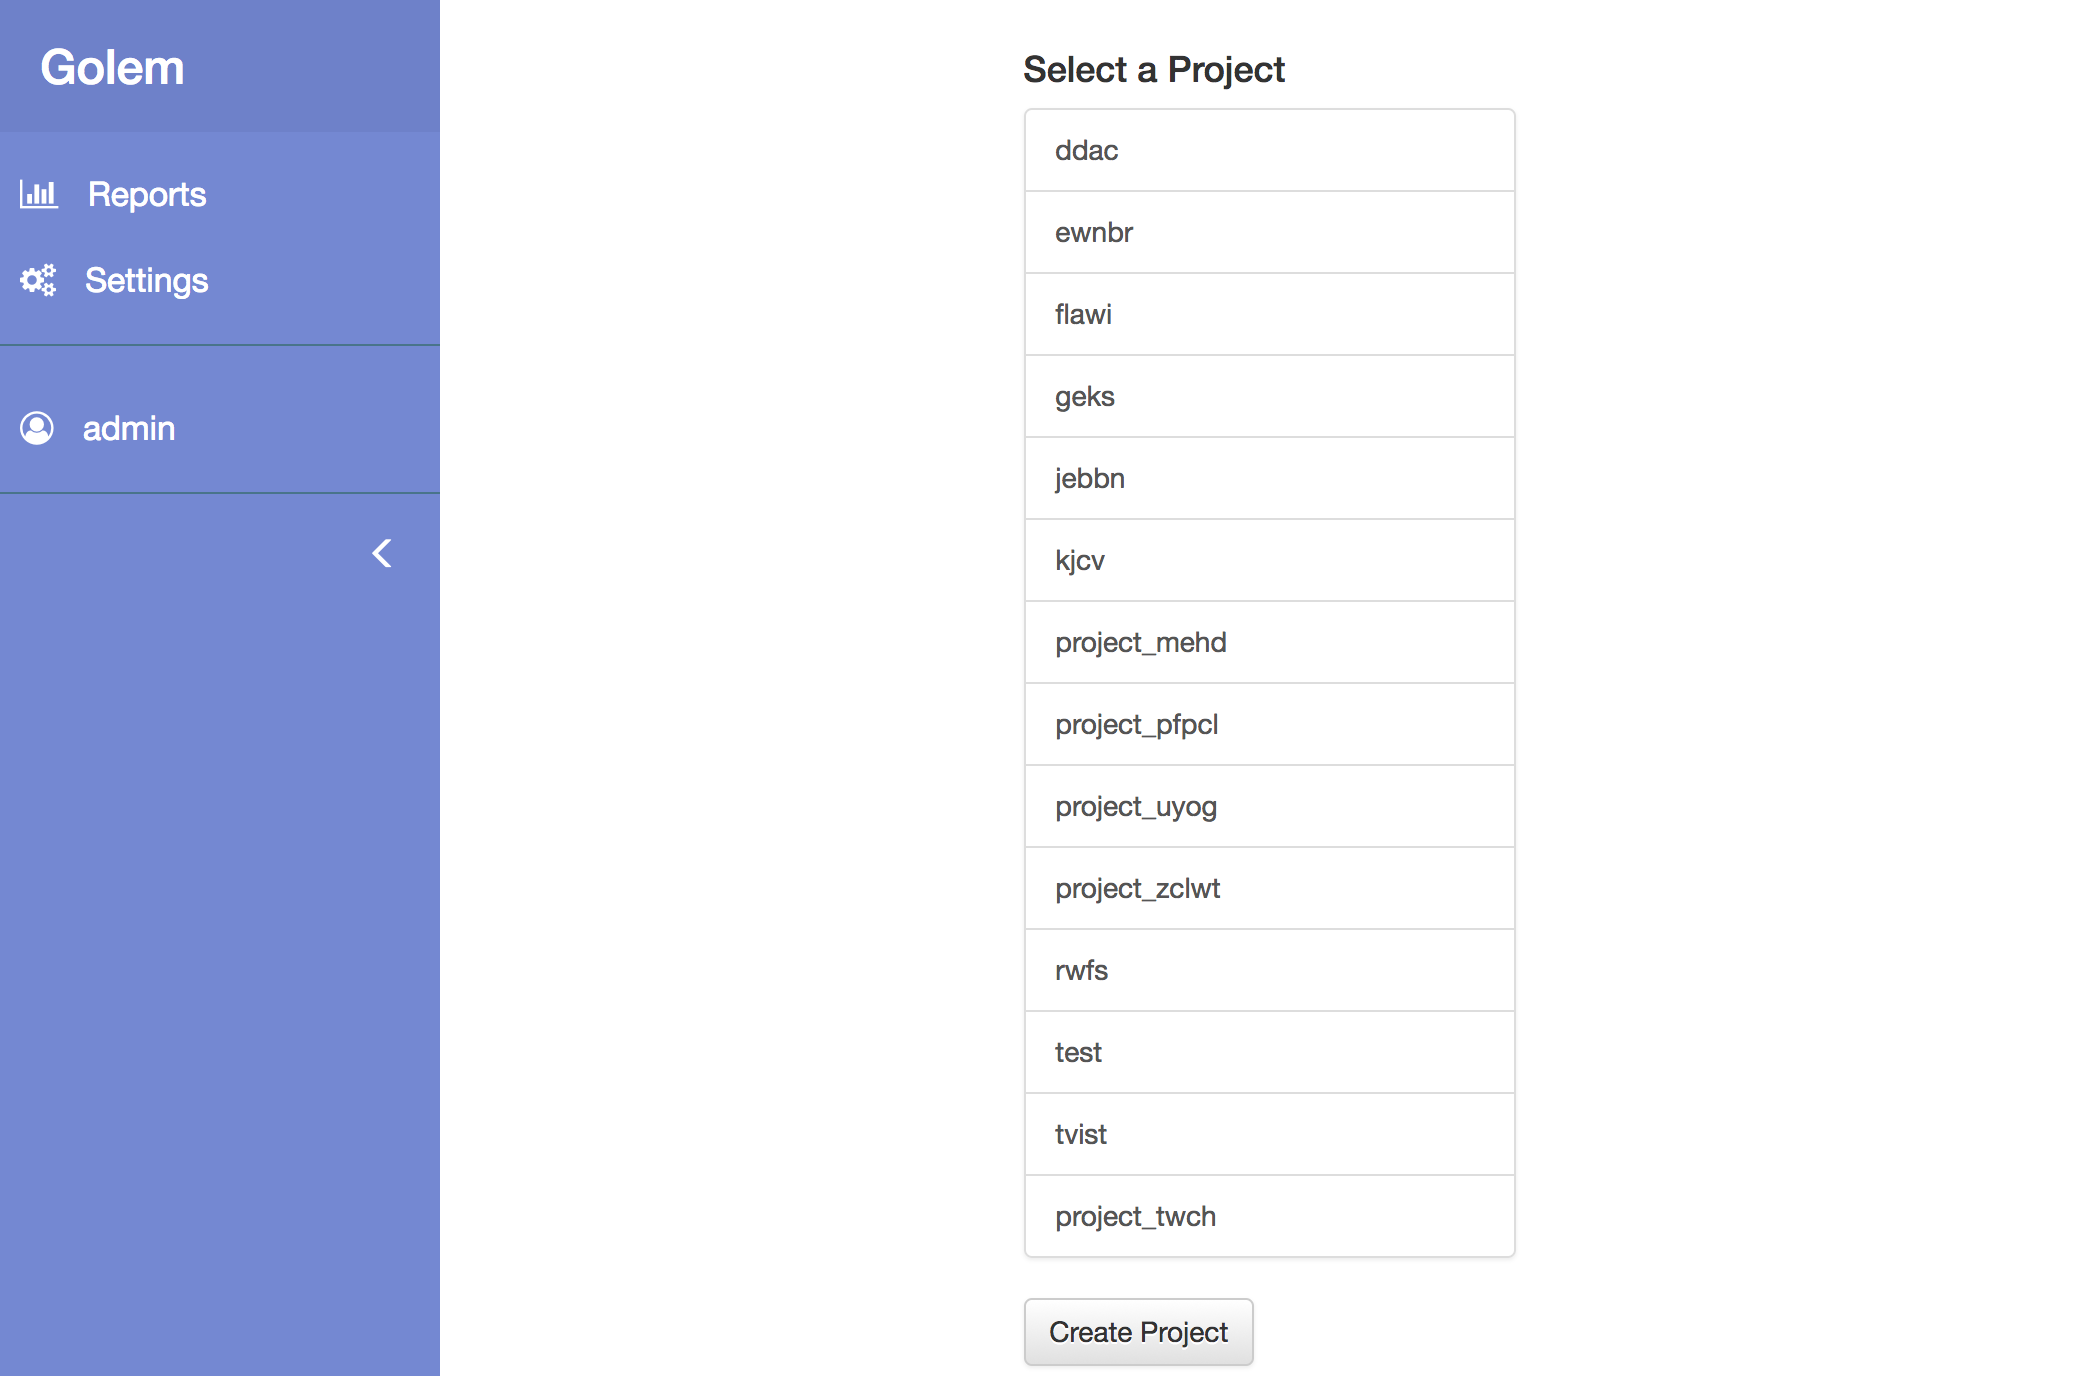 Golem
Reports
Settings
admin
Select a Project
ddac
ewnbr
flawi
geks
jebbn
kjcv
project_mehd
project_pfpcl
project_uyog
project_zclwt
rwfs
test
tvist
project_twch
Create Project